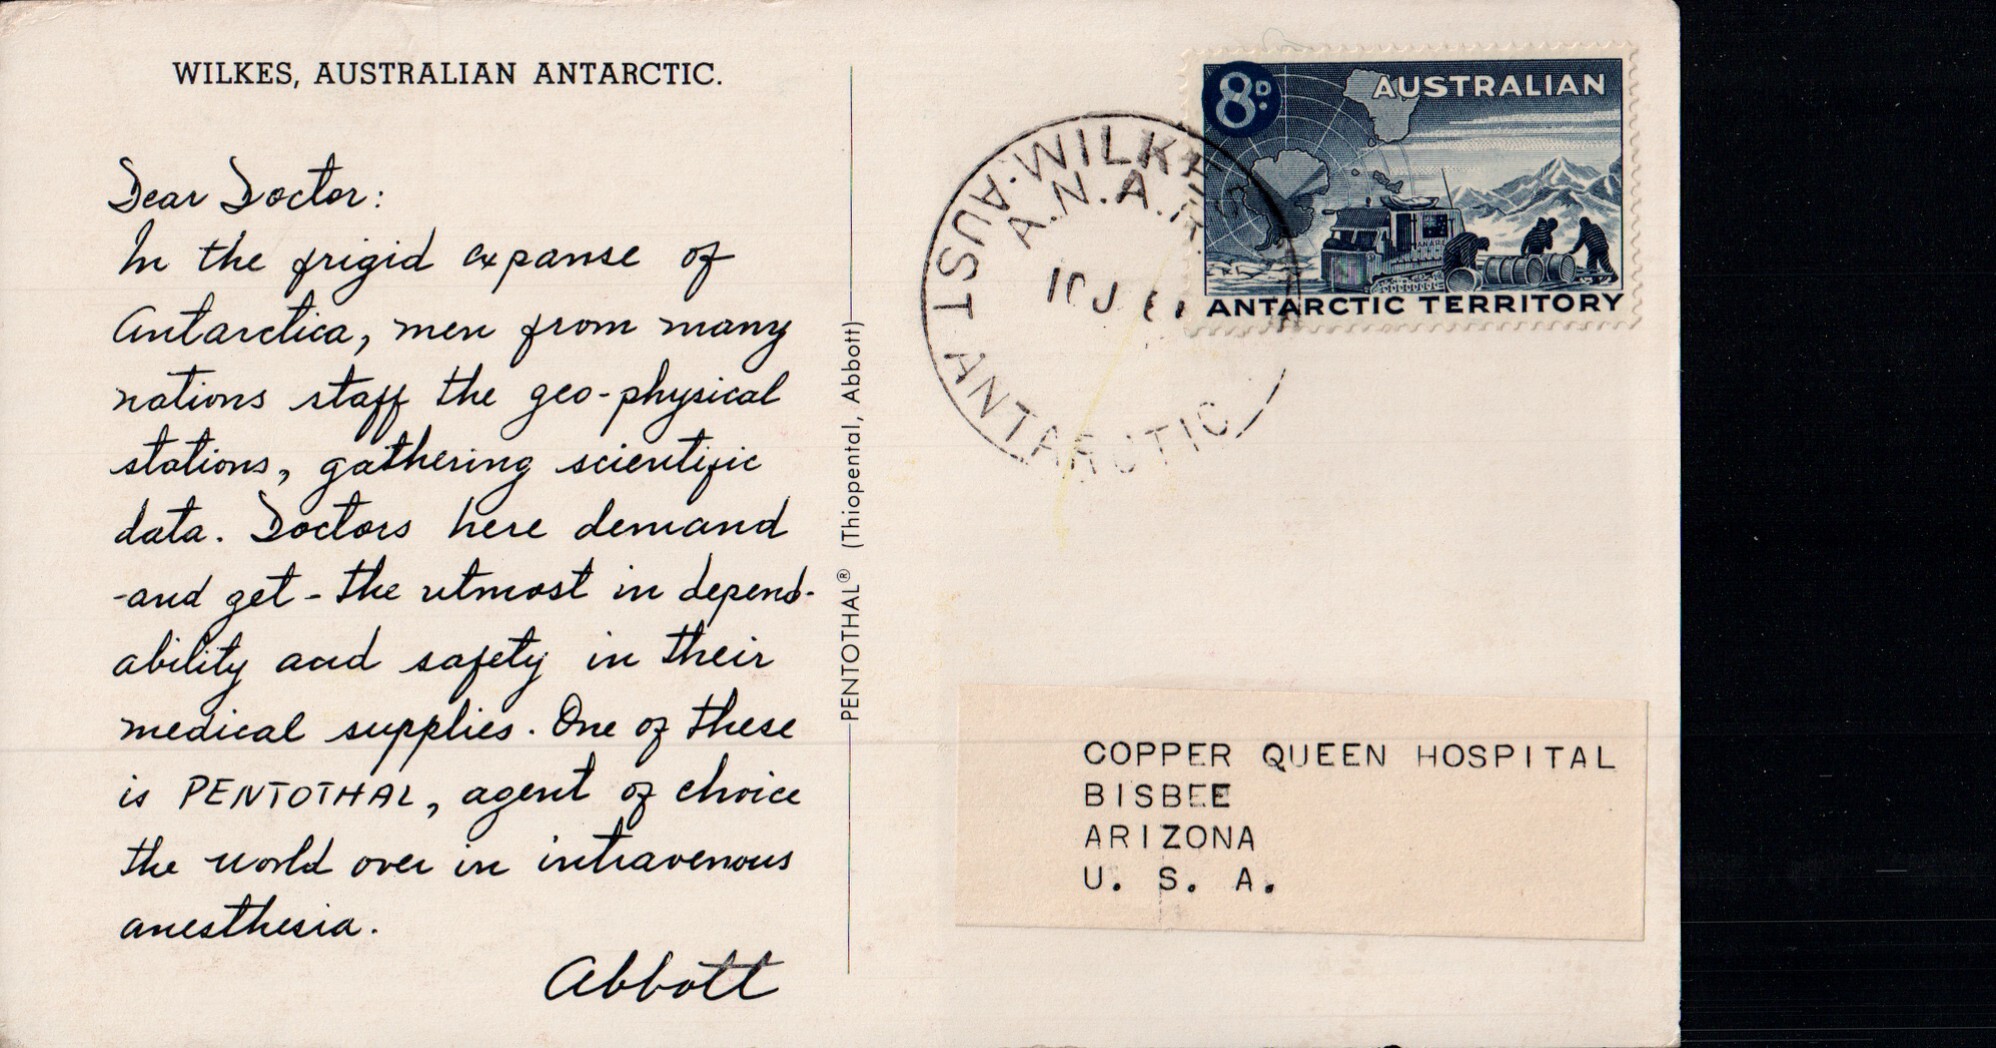 WILKES, AUSTRALIAN ANTARCTIC.
Dear Doctor:
In the frigid expanse of
Antarctica, men from many
nations staff the geo-physical
stations, gathering scientific
data. Doctors here demand
-and get - the utmost in depend-
ability and safety in their
medical supplies. One of these
is PENTOTHAL, agent of choice
the world over in intravenous
anesthesia.
Abbott
PENTOTHAL® (Thiopental, Abbott)
WILKES
A.N.A.R.
AUST ANTARCTIC
8D.
AUSTRALIAN
ANTARCTIC TERRITORY
COPPER QUEEN HOSPITAL
BISBEE
ARIZONA
U. S. A.